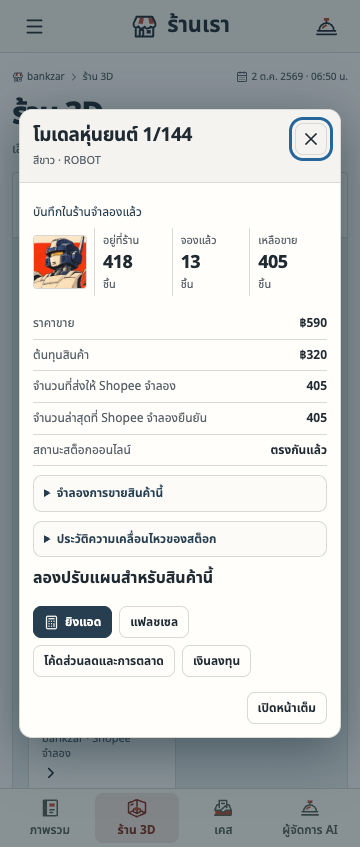 ร้านเรา
bankzar > ร้าน 3D
2 ต.ค. 2569 · 06:50 น.
ร้าน 3D
โมเดลหุ่นยนต์ 1/144
สีขาว · ROBOT
บันทึกในร้านจำลองแล้ว
อยู่ที่ร้าน จองแล้ว เหลือขาย
418 13 405
ชิ้น ชิ้น ชิ้น
ราคาขาย ฿590
ต้นทุนสินค้า ฿320
จำนวนที่ส่งให้ Shopee จำลอง 405
จำนวนล่าสุดที่ Shopee จำลองยืนยัน 405
สถานะสต็อกออนไลน์ ตรงกันแล้ว
จำลองการขายสินค้านี้
ประวัติความเคลื่อนไหวของสต็อก
ลองปรับแผนสำหรับสินค้านี้
ยิงแอด แฟลชเซล
โค้ดส่วนลดและการตลาด เงินลงทุน
เปิดหน้าเต็ม
bankzar · Shopee
จำลอง
ภาพรวม ร้าน 3D เคส ผู้จัดการ AI